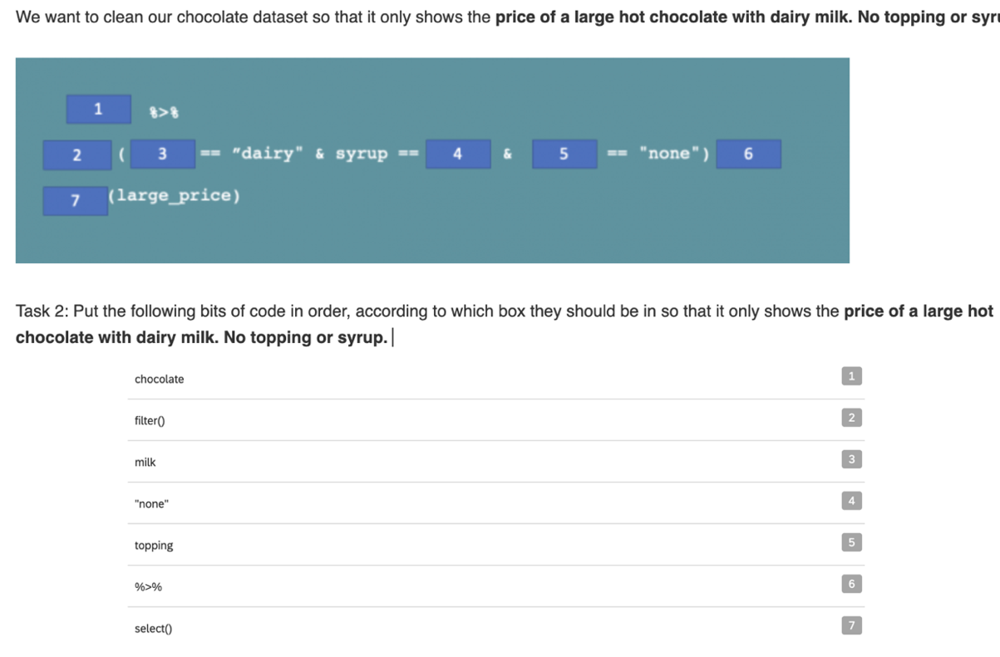 We want to clean our chocolate dataset so that it only shows the price of a large hot chocolate with dairy milk. No topping or syr
1 %>%
2 ( 3 == "dairy" & syrup == 4 & 5 == "none") 6
7 (large_price)
Task 2: Put the following bits of code in order, according to which box they should be in so that it only shows the price of a large hot
chocolate with dairy milk. No topping or syrup.
chocolate 1
filter() 2
milk 3
"none" 4
topping 5
%>% 6
select() 7